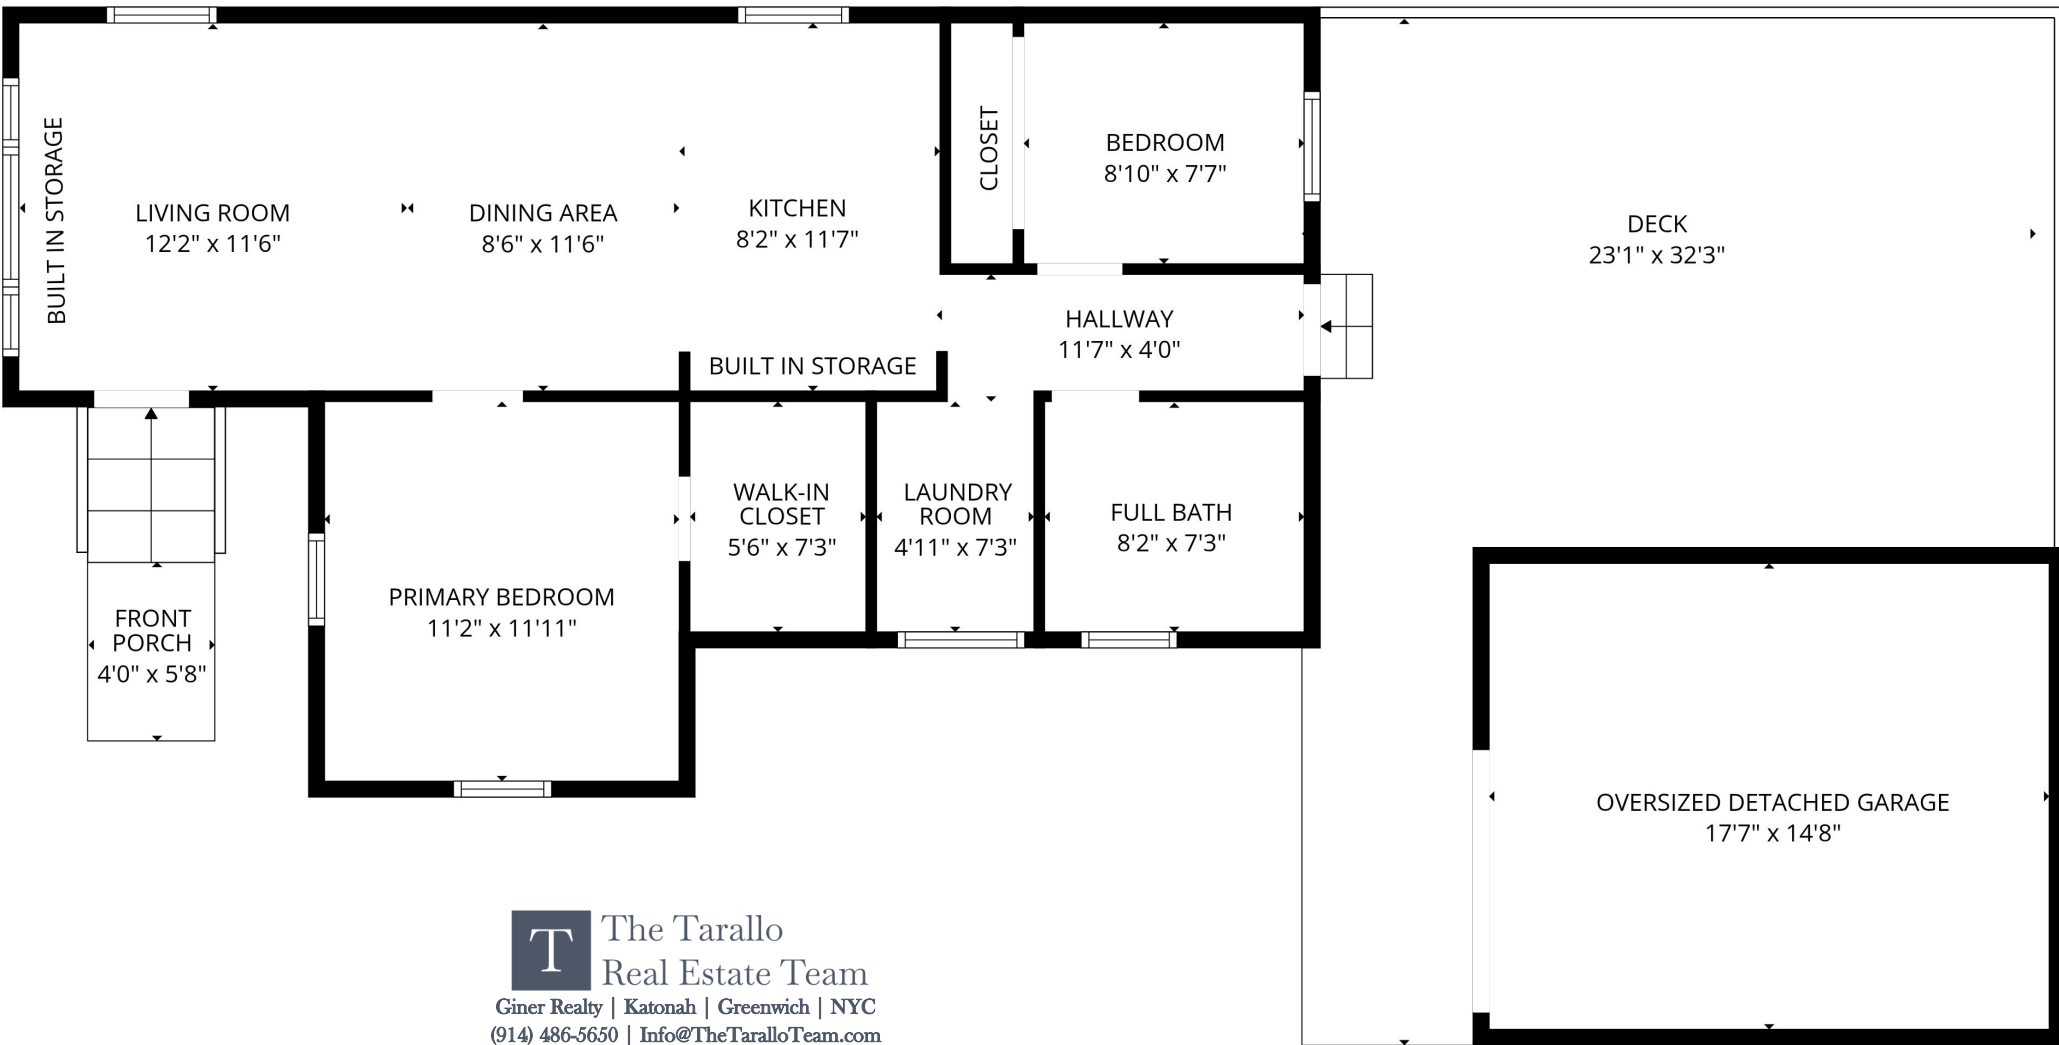 BUILT IN STORAGE
LIVING ROOM
12'2" x 11'6"
DINING AREA
8'6" x 11'6"
KITCHEN
8'2" x 11'7"
BUILT IN STORAGE
CLOSET
BEDROOM
8'10" x 7'7"
HALLWAY
11'7" x 4'0"
DECK
23'1" x 32'3"
FRONT
PORCH
4'0" x 5'8"
PRIMARY BEDROOM
11'2" x 11'11"
WALK-IN
CLOSET
5'6" x 7'3"
LAUNDRY
ROOM
4'11" x 7'3"
FULL BATH
8'2" x 7'3"
OVERSIZED DETACHED GARAGE
17'7" x 14'8"
T
The Tarallo
Real Estate Team
Giner Realty | Katonah | Greenwich | NYC
(914) 486-5650 | Info@TheTaralloTeam.com